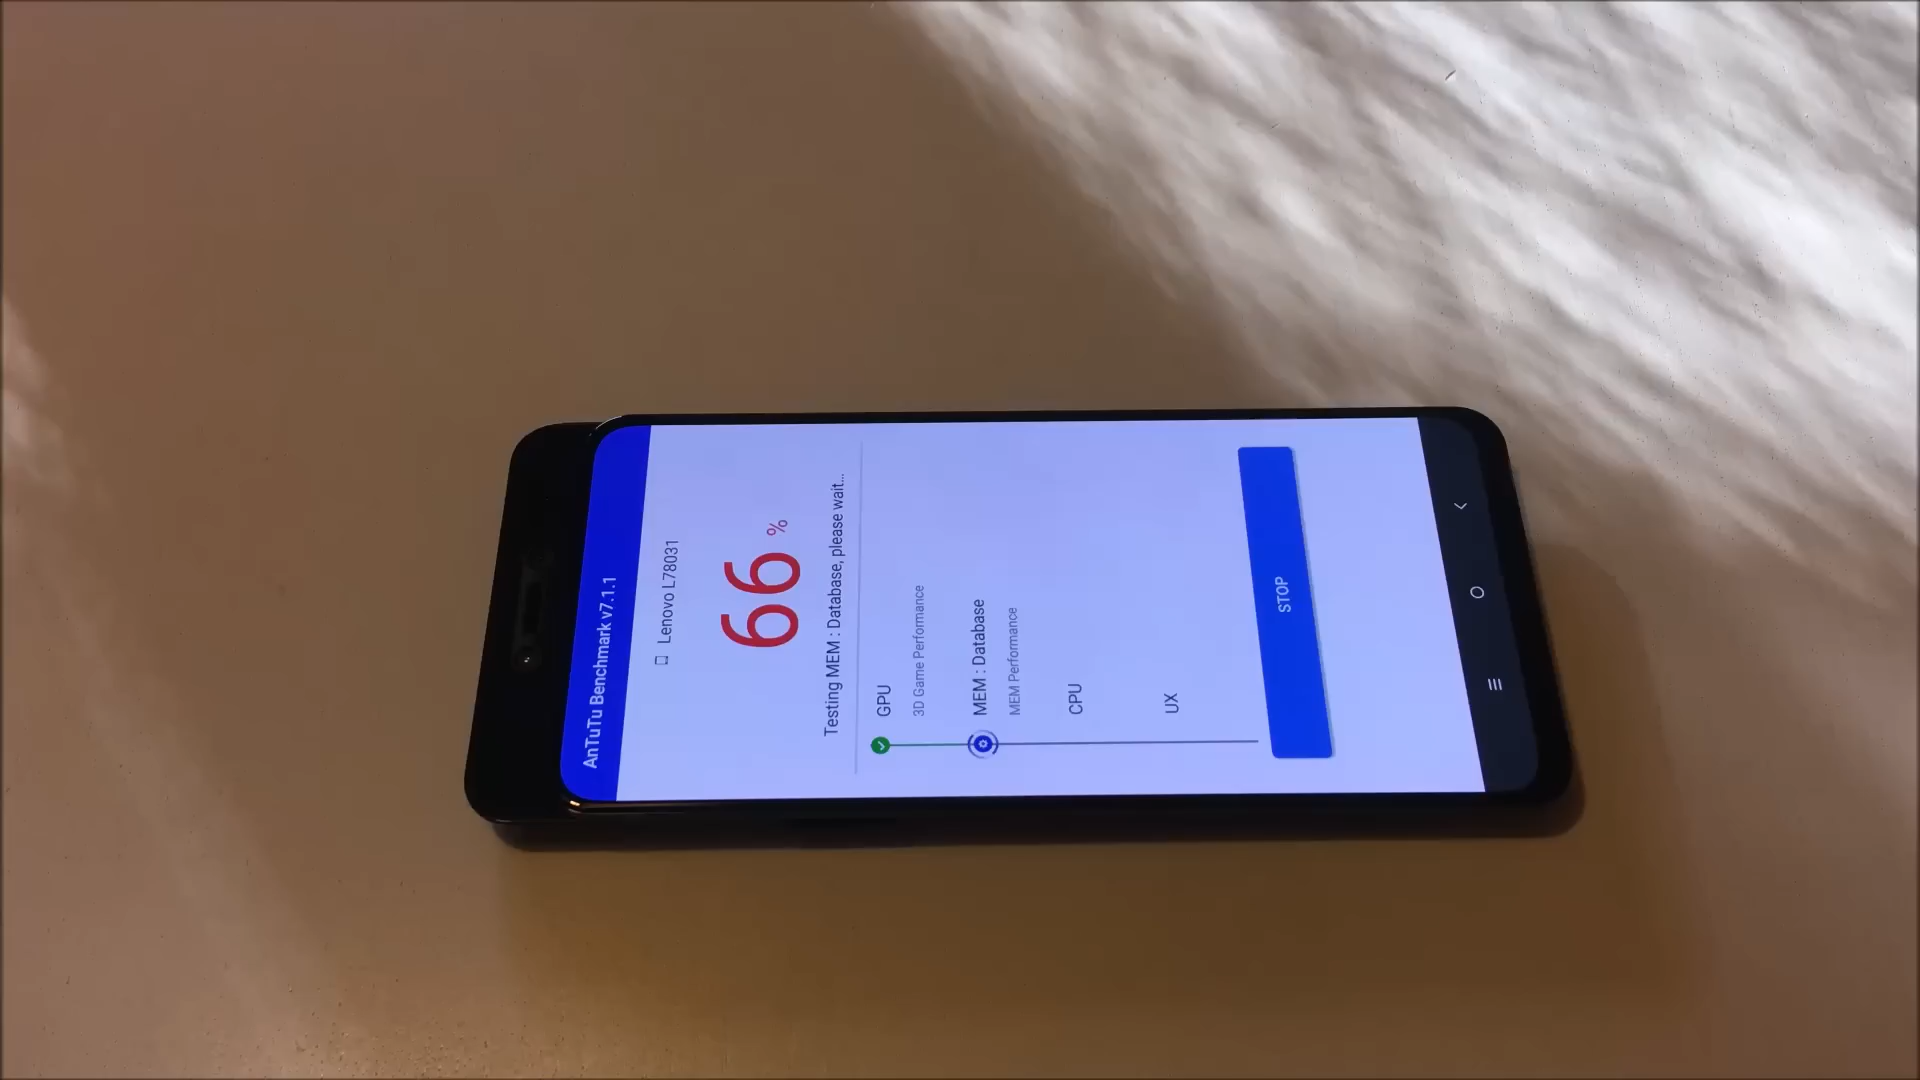 AnTuTu Benchmark v7.1.1
Lenovo L78031
66 %
Testing MEM : Database, please wait...
GPU
3D Game Performance
MEM : Database
MEM Performance
CPU
UX
STOP